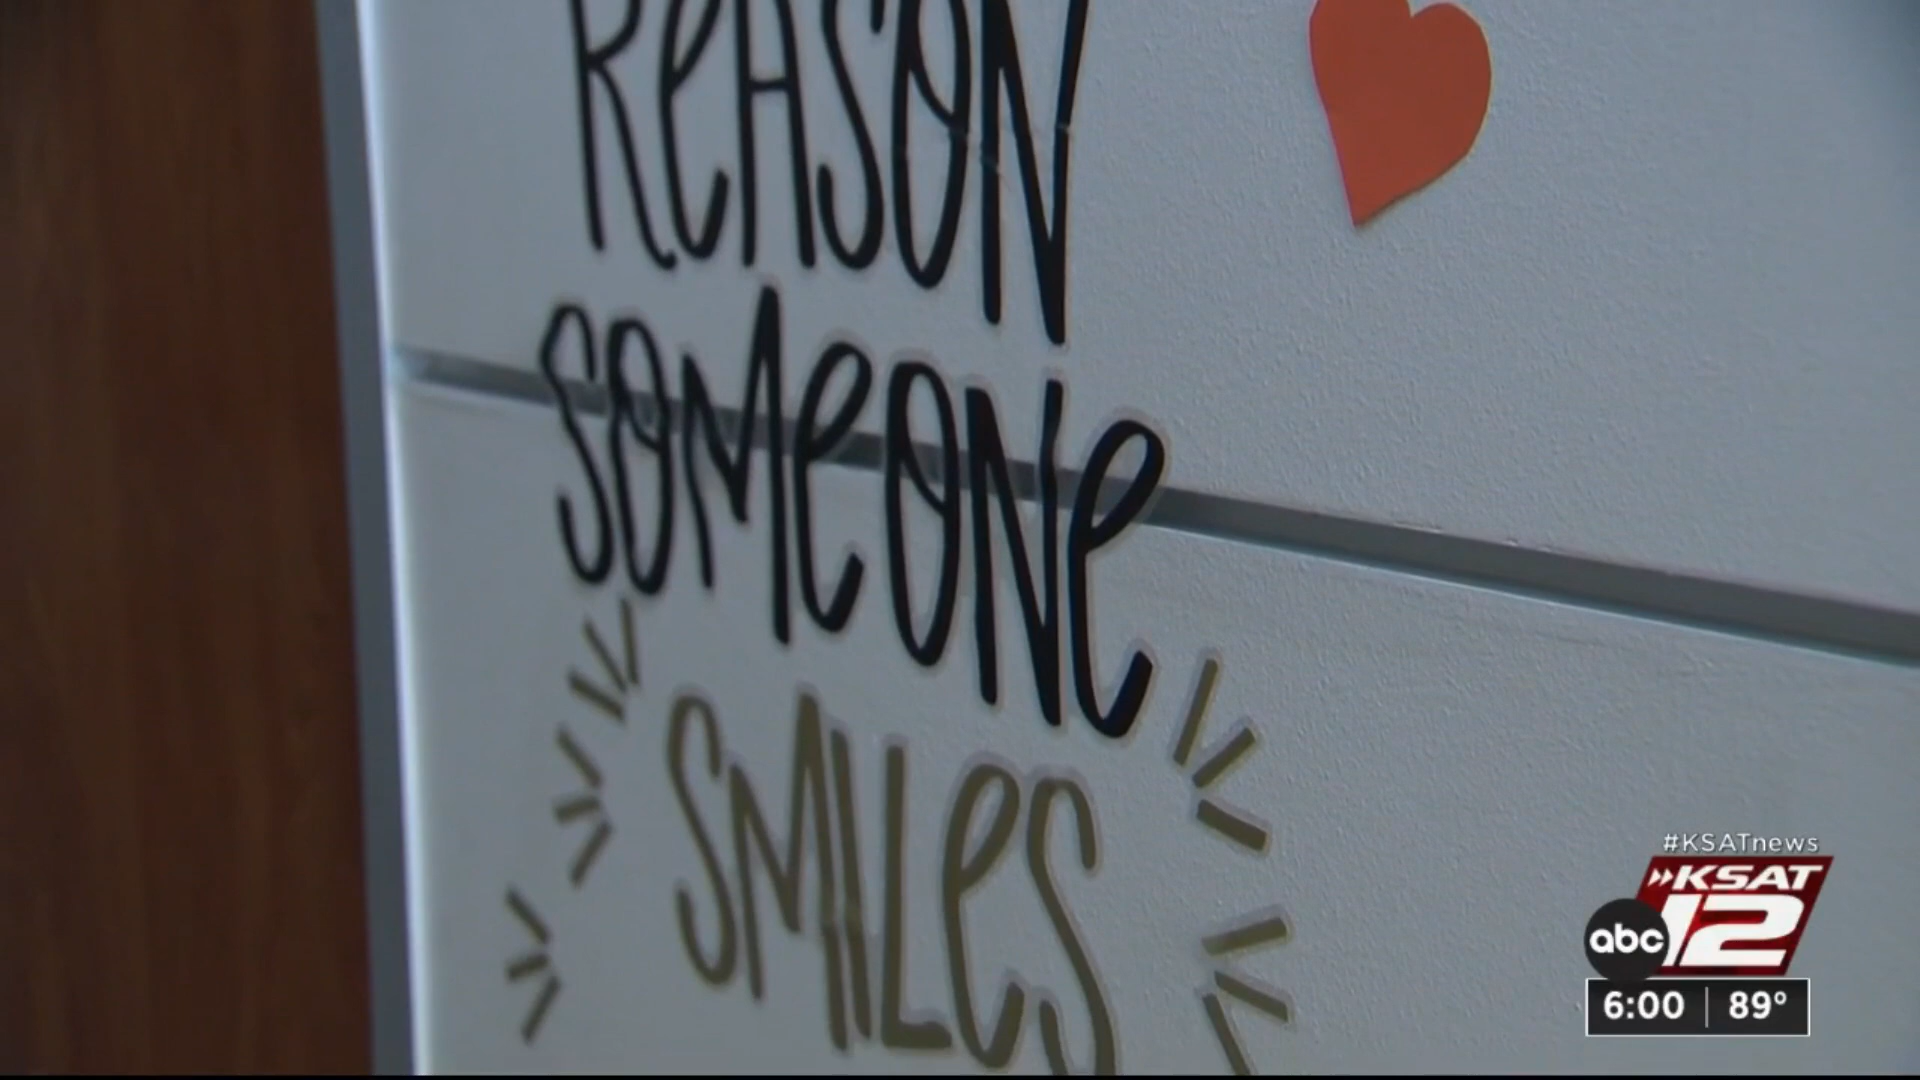 REASON
SOMEONE
SMILES
#KSATnews
KSAT
abc 12
6:00 | 89°